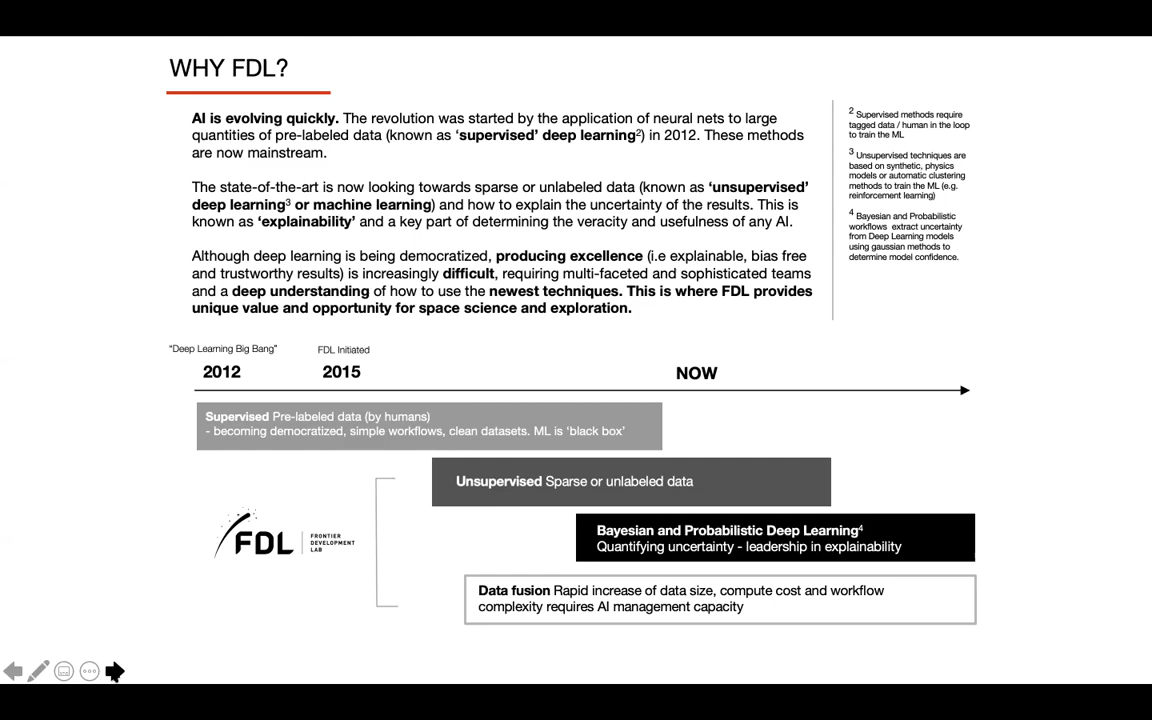 WHY FDL?
AI is evolving quickly. The revolution was started by the application of neural nets to large
quantities of pre-labeled data (known as ‘supervised’ deep learning²) in 2012. These methods
are now mainstream.
The state-of-the-art is now looking towards sparse or unlabeled data (known as ‘unsupervised’
deep learning³ or machine learning) and how to explain the uncertainty of the results. This is
known as ‘explainability’ and a key part of determining the veracity and usefulness of any AI.
Although deep learning is being democratized, producing excellence (i.e explainable, bias free
and trustworthy results) is increasingly difficult, requiring multi-faceted and sophisticated teams
and a deep understanding of how to use the newest techniques. This is where FDL provides
unique value and opportunity for space science and exploration.
² Supervised methods require
tagged data / human in the loop
to train the ML
³ Unsupervised techniques are
based on synthetic, physics
models or automatic clustering
methods to train the ML (e.g.
reinforcement learning)
⁴ Bayesian and Probabilistic
workflows extract uncertainty
from Deep Learning models
using gaussian methods to
determine model confidence.
“Deep Learning Big Bang”
FDL Initiated
2012
2015
NOW
Supervised Pre-labeled data (by humans)
- becoming democratized, simple workflows, clean datasets. ML is ‘black box’
Unsupervised Sparse or unlabeled data
Bayesian and Probabilistic Deep Learning⁴
Quantifying uncertainty - leadership in explainability
FDL
FRONTIER
DEVELOPMENT
LAB
Data fusion Rapid increase of data size, compute cost and workflow
complexity requires AI management capacity